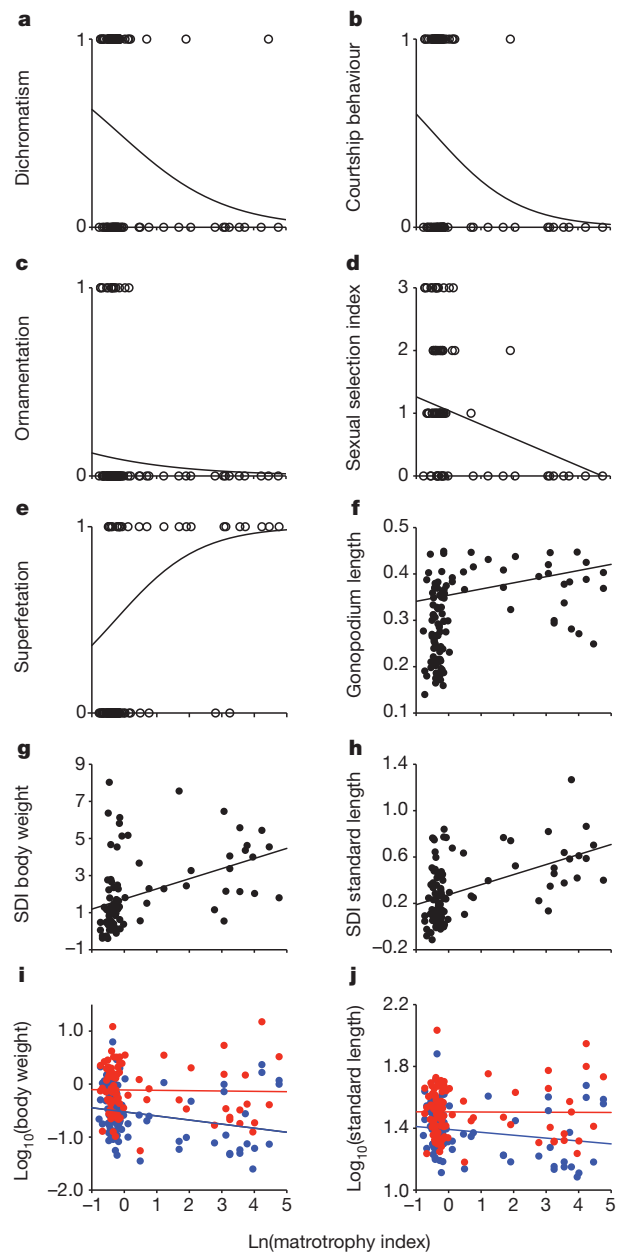 a
b
1
0
Dichromatism
1
0
Courtship behaviour
c
d
1
0
Ornamentation
3
2
1
0
Sexual selection index
e
f
1
0
Superfetation
0.5
0.4
0.3
0.2
0.1
Gonopodium length
g
h
9
7
5
3
1
−1
SDI body weight
1.4
1.0
0.6
0.2
−0.2
SDI standard length
i
j
1.0
0
−1.0
−2.0
Log10(body weight)
2.2
1.8
1.4
1.0
Log10(standard length)
−1 0 1 2 3 4 5
−1 0 1 2 3 4 5
Ln(matrotrophy index)